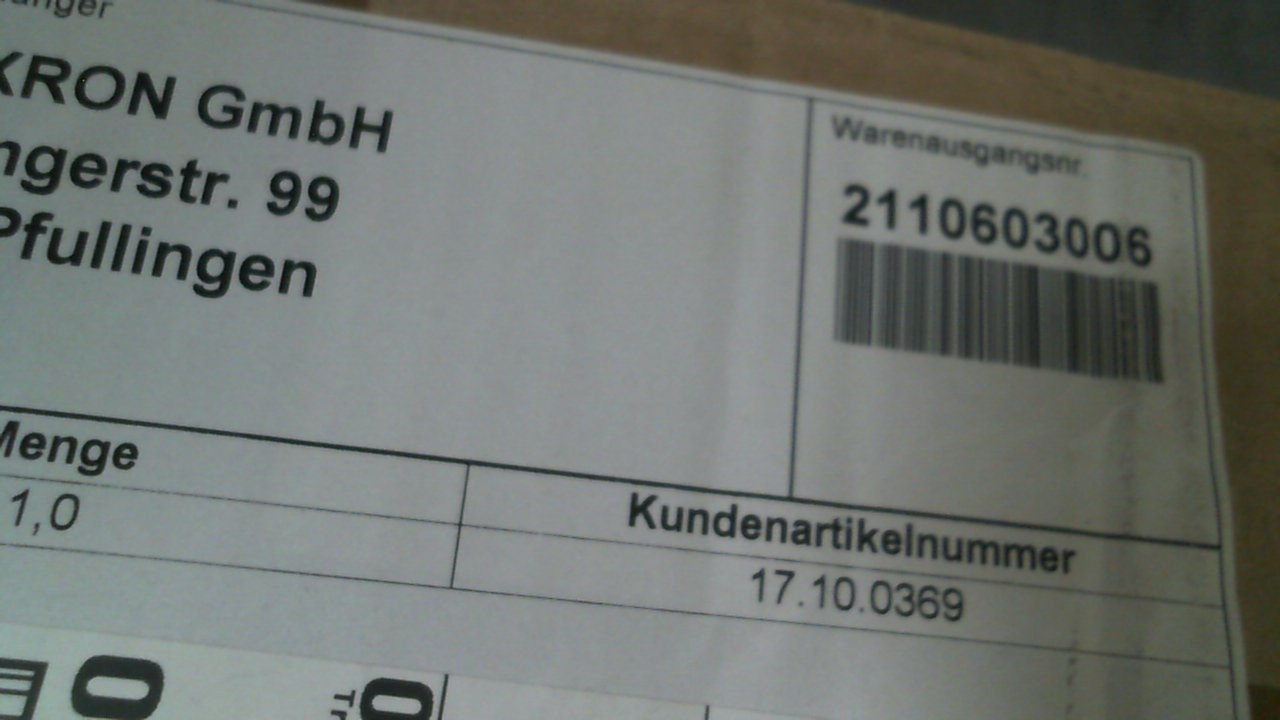 KRON GmbH
ngerstr. 99
Pfullingen
Warenausgangsnr.
2110603006
Menge
1,0
Kundenartikelnummer
17.10.0369